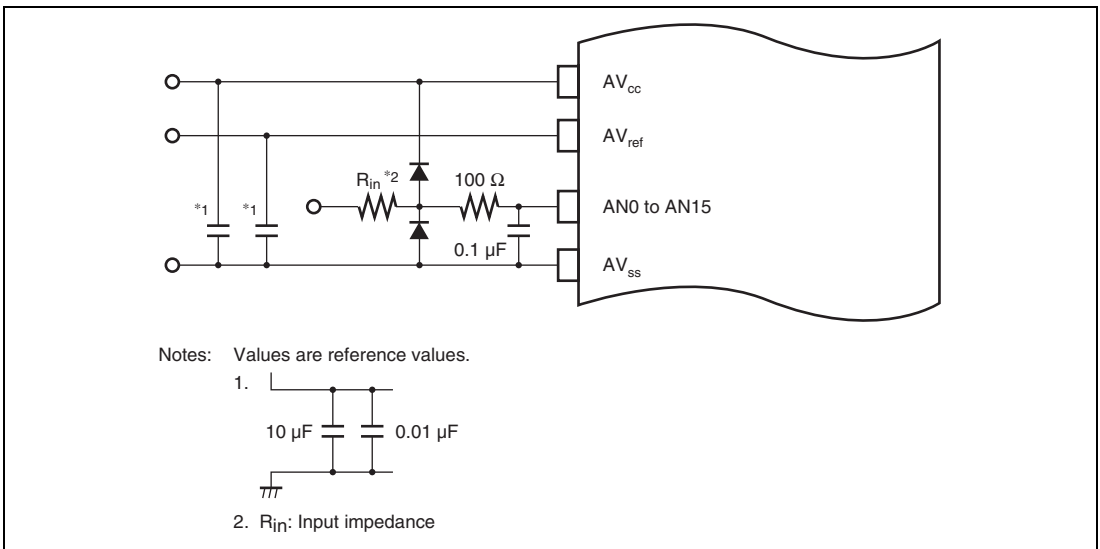 AVcc
AVref
Rin *2 100 Ω
*1 *1 AN0 to AN15
0.1 µF
AVss
Notes: Values are reference values.
1.
10 µF 0.01 µF
2. Rin: Input impedance